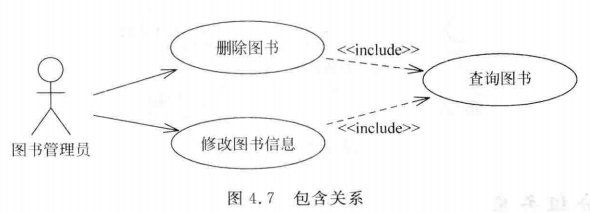 删除图书
<<include>>
查询图书
图书管理员
修改图书信息
<<include>>
图 4.7 包含关系